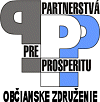 PARTNERSTVÁ
PRE
PROSPERITU
OBČIANSKE ZDRUŽENIE